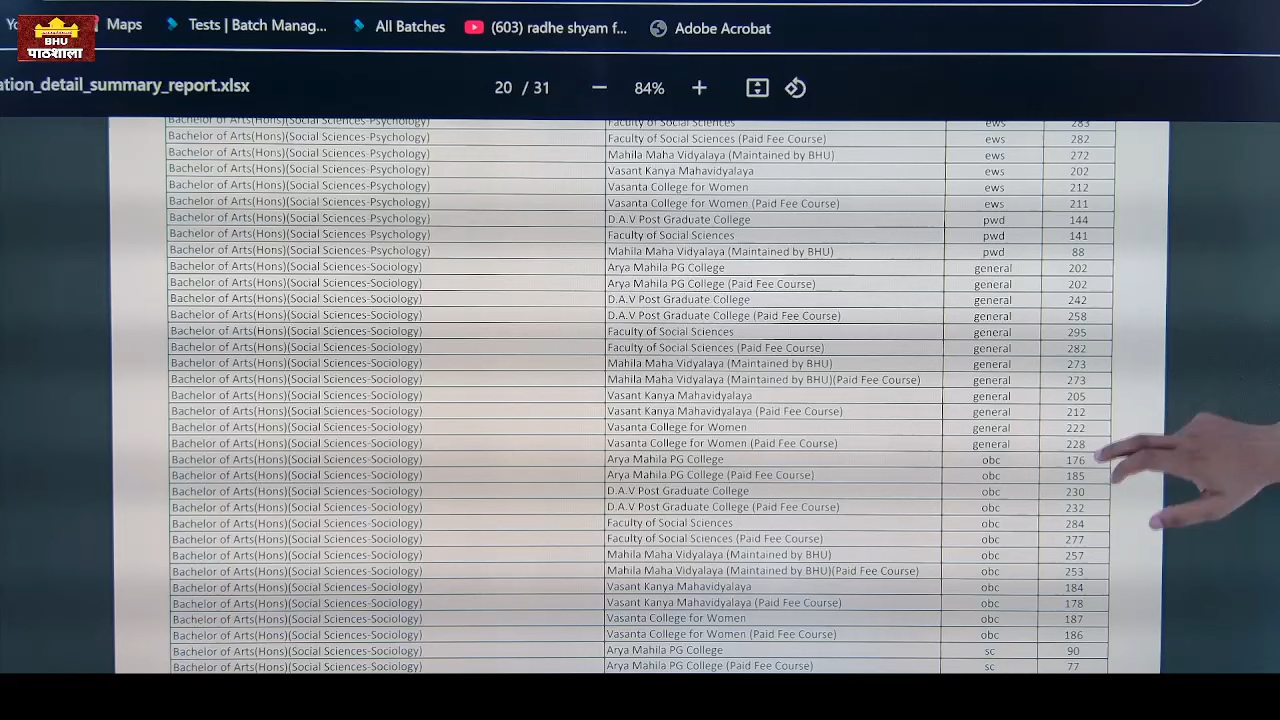 Maps Tests | Batch Manag... All Batches (603) radhe shyam f... Adobe Acrobat
BHU
पाठशाला
ation_detail_summary_report.xlsx 20 / 31 84%
Bachelor of Arts(Hons)(Social Sciences-Psychology) Faculty of Social Sciences ews 283
Bachelor of Arts(Hons)(Social Sciences-Psychology) Faculty of Social Sciences (Paid Fee Course) ews 282
Bachelor of Arts(Hons)(Social Sciences-Psychology) Mahila Maha Vidyalaya (Maintained by BHU) ews 272
Bachelor of Arts(Hons)(Social Sciences-Psychology) Vasant Kanya Mahavidyalaya ews 202
Bachelor of Arts(Hons)(Social Sciences-Psychology) Vasanta College for Women ews 212
Bachelor of Arts(Hons)(Social Sciences-Psychology) Vasanta College for Women (Paid Fee Course) ews 211
Bachelor of Arts(Hons)(Social Sciences-Psychology) D.A.V Post Graduate College pwd 144
Bachelor of Arts(Hons)(Social Sciences-Psychology) Faculty of Social Sciences pwd 141
Bachelor of Arts(Hons)(Social Sciences-Psychology) Mahila Maha Vidyalaya (Maintained by BHU) pwd 88
Bachelor of Arts(Hons)(Social Sciences-Sociology) Arya Mahila PG College general 202
Bachelor of Arts(Hons)(Social Sciences-Sociology) Arya Mahila PG College (Paid Fee Course) general 202
Bachelor of Arts(Hons)(Social Sciences-Sociology) D.A.V Post Graduate College general 242
Bachelor of Arts(Hons)(Social Sciences-Sociology) D.A.V Post Graduate College (Paid Fee Course) general 258
Bachelor of Arts(Hons)(Social Sciences-Sociology) Faculty of Social Sciences general 295
Bachelor of Arts(Hons)(Social Sciences-Sociology) Faculty of Social Sciences (Paid Fee Course) general 282
Bachelor of Arts(Hons)(Social Sciences-Sociology) Mahila Maha Vidyalaya (Maintained by BHU) general 273
Bachelor of Arts(Hons)(Social Sciences-Sociology) Mahila Maha Vidyalaya (Maintained by BHU)(Paid Fee Course) general 273
Bachelor of Arts(Hons)(Social Sciences-Sociology) Vasant Kanya Mahavidyalaya general 205
Bachelor of Arts(Hons)(Social Sciences-Sociology) Vasant Kanya Mahavidyalaya (Paid Fee Course) general 212
Bachelor of Arts(Hons)(Social Sciences-Sociology) Vasanta College for Women general 222
Bachelor of Arts(Hons)(Social Sciences-Sociology) Vasanta College for Women (Paid Fee Course) general 228
Bachelor of Arts(Hons)(Social Sciences-Sociology) Arya Mahila PG College obc 176
Bachelor of Arts(Hons)(Social Sciences-Sociology) Arya Mahila PG College (Paid Fee Course) obc 185
Bachelor of Arts(Hons)(Social Sciences-Sociology) D.A.V Post Graduate College obc 230
Bachelor of Arts(Hons)(Social Sciences-Sociology) D.A.V Post Graduate College (Paid Fee Course) obc 232
Bachelor of Arts(Hons)(Social Sciences-Sociology) Faculty of Social Sciences obc 284
Bachelor of Arts(Hons)(Social Sciences-Sociology) Faculty of Social Sciences (Paid Fee Course) obc 277
Bachelor of Arts(Hons)(Social Sciences-Sociology) Mahila Maha Vidyalaya (Maintained by BHU) obc 257
Bachelor of Arts(Hons)(Social Sciences-Sociology) Mahila Maha Vidyalaya (Maintained by BHU)(Paid Fee Course) obc 253
Bachelor of Arts(Hons)(Social Sciences-Sociology) Vasant Kanya Mahavidyalaya obc 184
Bachelor of Arts(Hons)(Social Sciences-Sociology) Vasant Kanya Mahavidyalaya (Paid Fee Course) obc 178
Bachelor of Arts(Hons)(Social Sciences-Sociology) Vasanta College for Women obc 187
Bachelor of Arts(Hons)(Social Sciences-Sociology) Vasanta College for Women (Paid Fee Course) obc 186
Bachelor of Arts(Hons)(Social Sciences-Sociology) Arya Mahila PG College sc 90
Bachelor of Arts(Hons)(Social Sciences-Sociology) Arya Mahila PG College (Paid Fee Course) sc 77